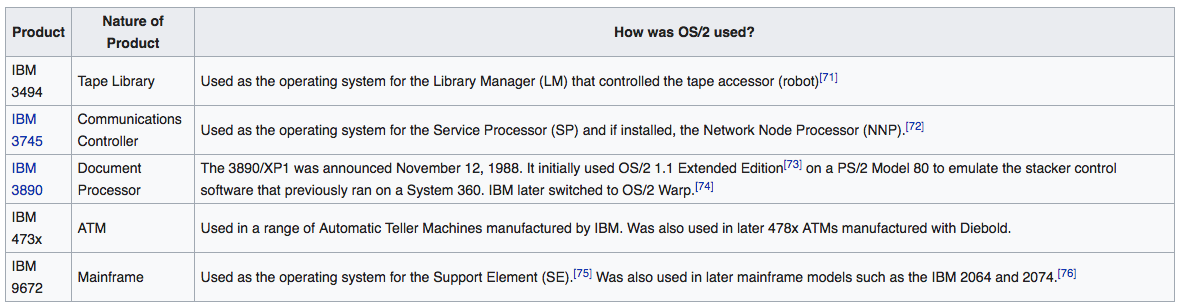 Product
Nature of
Product
How was OS/2 used?
IBM
3494
Tape Library
Used as the operating system for the Library Manager (LM) that controlled the tape accessor (robot)[71]
IBM
3745
Communications
Controller
Used as the operating system for the Service Processor (SP) and if installed, the Network Node Processor (NNP).[72]
IBM
3890
Document
Processor
The 3890/XP1 was announced November 12, 1988. It initially used OS/2 1.1 Extended Edition[73] on a PS/2 Model 80 to emulate the stacker control
software that previously ran on a System 360. IBM later switched to OS/2 Warp.[74]
IBM
473x
ATM
Used in a range of Automatic Teller Machines manufactured by IBM. Was also used in later 478x ATMs manufactured with Diebold.
IBM
9672
Mainframe
Used as the operating system for the Support Element (SE).[75] Was also used in later mainframe models such as the IBM 2064 and 2074.[76]